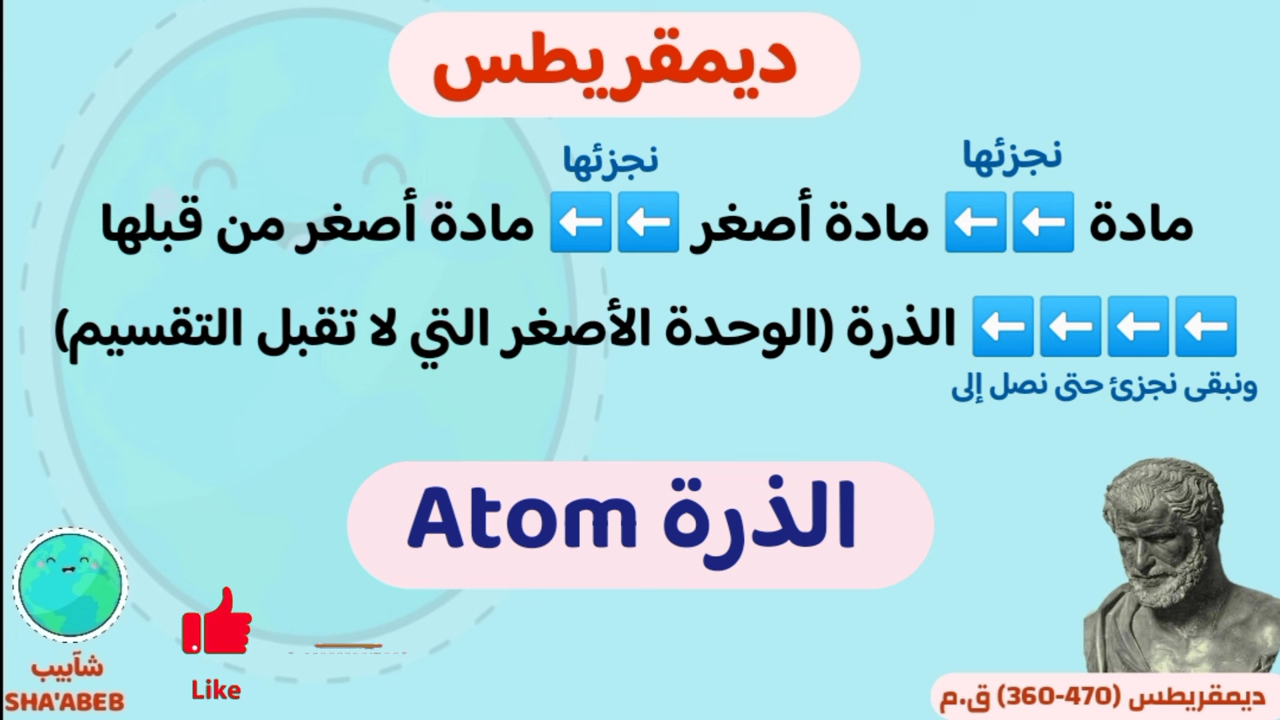 ديمقريطس
نجزئها نجزئها
مادة ⬅️⬅️ مادة أصغر ⬅️⬅️ مادة أصغر من قبلها
⬅️⬅️⬅️⬅️ الذرة (الوحدة الأصغر التي لا تقبل التقسيم)
ونبقى نجزئ حتى نصل إلى
الذرة Atom
شآبيب
SHA'ABEB
Like
ديمقريطس (470-360) ق.م